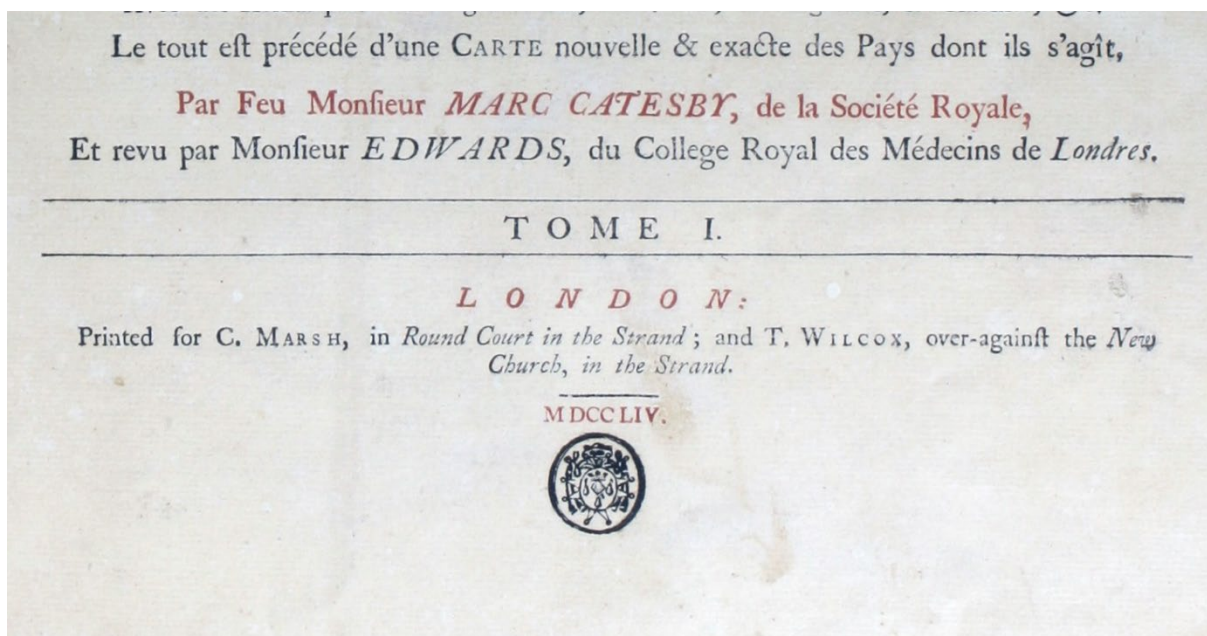 Le tout eſt précédé d'une CARTE nouvelle & exacte des Pays dont ils s'agît,
Par Feu Monſieur MARC CATESBY, de la Société Royale,
Et revu par Monſieur EDWARDS, du College Royal des Médecins de Londres.
TOME I.
LONDON:
Printed for C. MARSH, in Round Court in the Strand; and T. WILCOX, over-againſt the New
Church, in the Strand.
MDCCLIV.